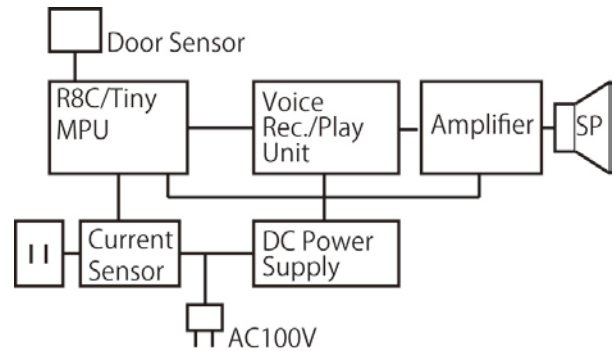 Door Sensor
R8C/Tiny
MPU
Voice
Rec./Play
Unit
Amplifier
SP
Current
Sensor
DC Power
Supply
AC100V